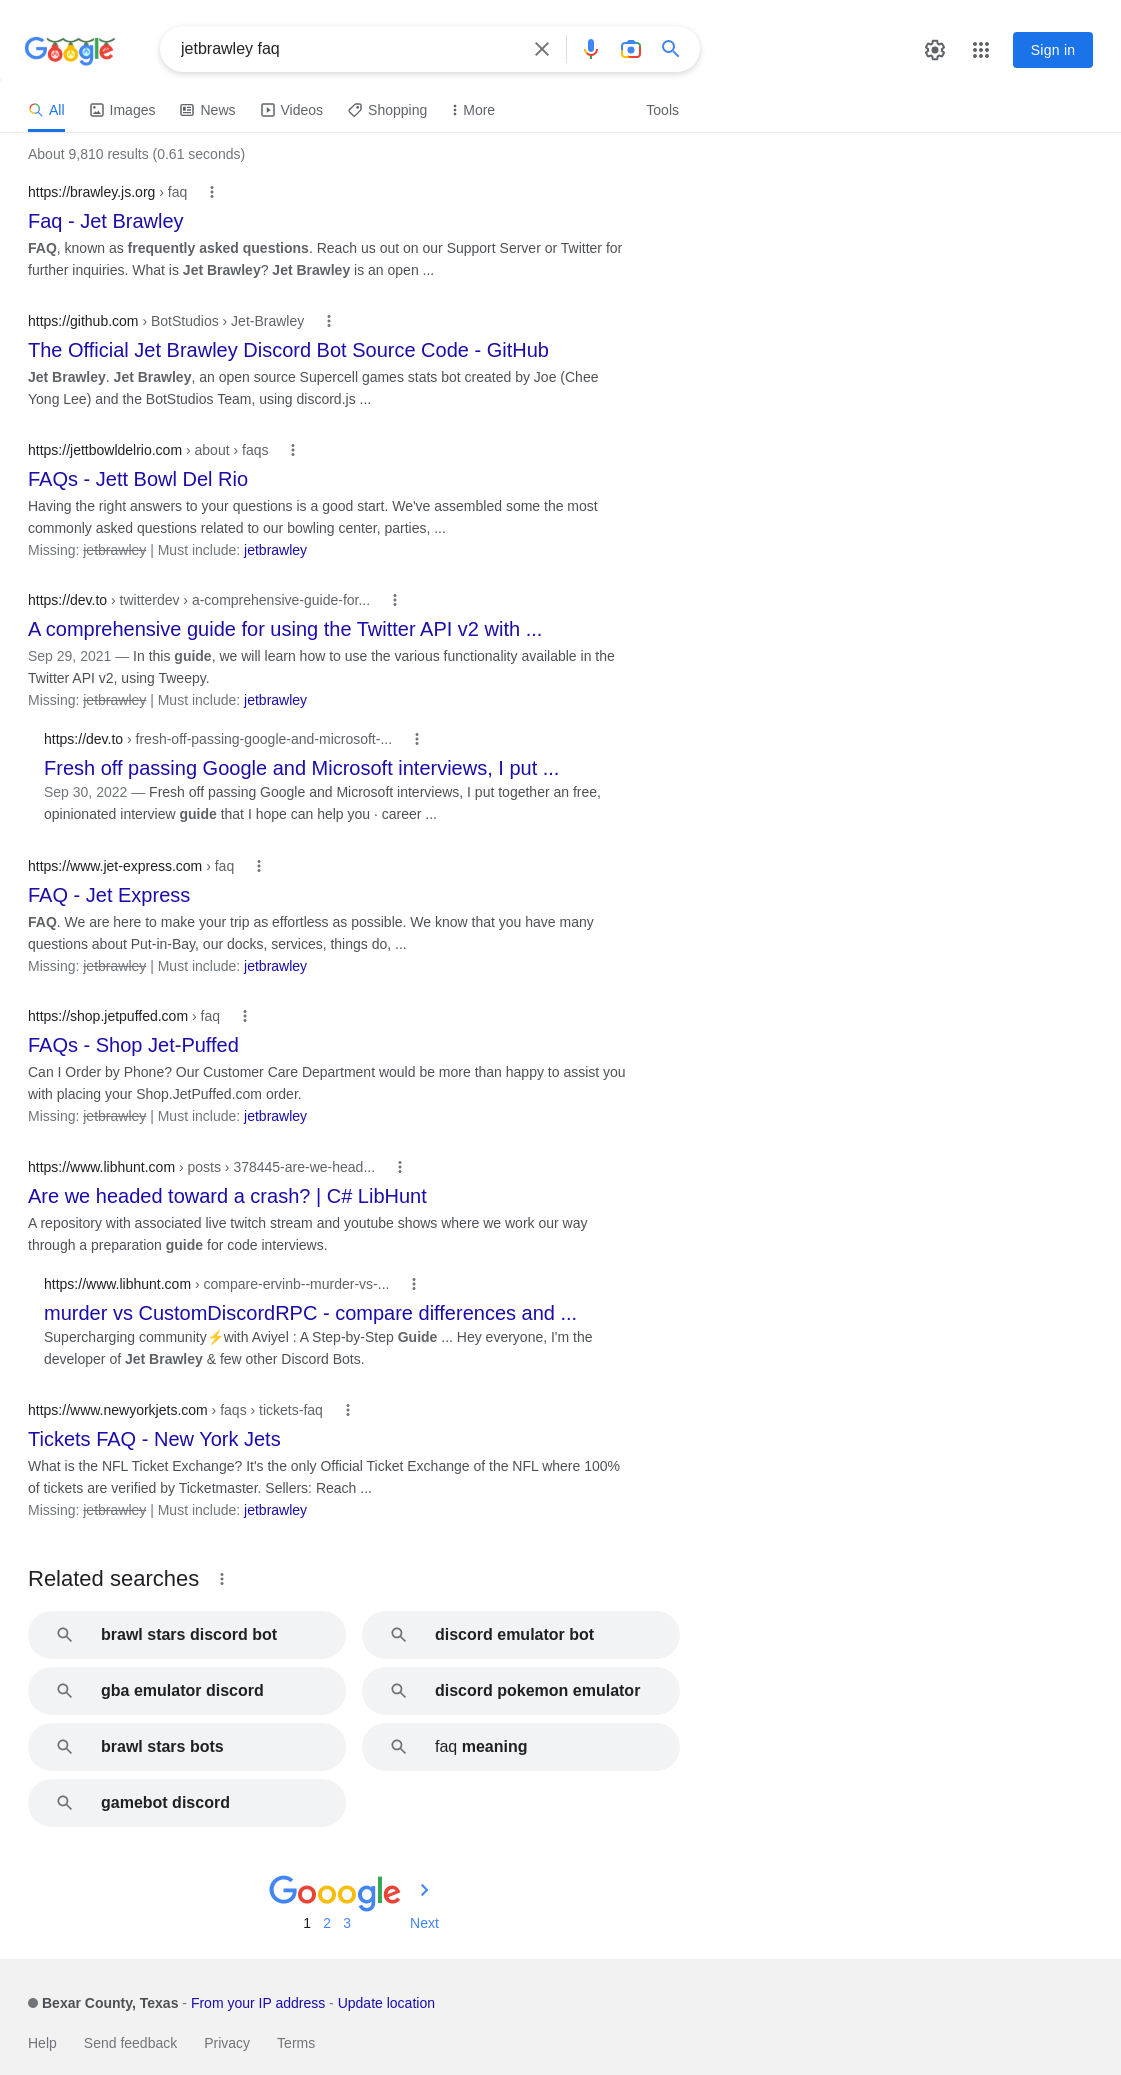 Google
jetbrawley faq
Sign in
All Images News Videos Shopping More Tools
About 9,810 results (0.61 seconds)
https://brawley.js.org › faq
Faq - Jet Brawley
FAQ, known as frequently asked questions. Reach us out on our Support Server or Twitter for
further inquiries. What is Jet Brawley? Jet Brawley is an open ...
https://github.com › BotStudios › Jet-Brawley
The Official Jet Brawley Discord Bot Source Code - GitHub
Jet Brawley. Jet Brawley, an open source Supercell games stats bot created by Joe (Chee
Yong Lee) and the BotStudios Team, using discord.js ...
https://jettbowldelrio.com › about › faqs
FAQs - Jett Bowl Del Rio
Having the right answers to your questions is a good start. We've assembled some the most
commonly asked questions related to our bowling center, parties, ...
Missing: jetbrawley | Must include: jetbrawley
https://dev.to › twitterdev › a-comprehensive-guide-for...
A comprehensive guide for using the Twitter API v2 with ...
Sep 29, 2021 — In this guide, we will learn how to use the various functionality available in the
Twitter API v2, using Tweepy.
Missing: jetbrawley | Must include: jetbrawley
https://dev.to › fresh-off-passing-google-and-microsoft-...
Fresh off passing Google and Microsoft interviews, I put ...
Sep 30, 2022 — Fresh off passing Google and Microsoft interviews, I put together an free,
opinionated interview guide that I hope can help you · career ...
https://www.jet-express.com › faq
FAQ - Jet Express
FAQ. We are here to make your trip as effortless as possible. We know that you have many
questions about Put-in-Bay, our docks, services, things do, ...
Missing: jetbrawley | Must include: jetbrawley
https://shop.jetpuffed.com › faq
FAQs - Shop Jet-Puffed
Can I Order by Phone? Our Customer Care Department would be more than happy to assist you
with placing your Shop.JetPuffed.com order.
Missing: jetbrawley | Must include: jetbrawley
https://www.libhunt.com › posts › 378445-are-we-head...
Are we headed toward a crash? | C# LibHunt
A repository with associated live twitch stream and youtube shows where we work our way
through a preparation guide for code interviews.
https://www.libhunt.com › compare-ervinb--murder-vs-...
murder vs CustomDiscordRPC - compare differences and ...
Supercharging community⚡with Aviyel : A Step-by-Step Guide ... Hey everyone, I'm the
developer of Jet Brawley & few other Discord Bots.
https://www.newyorkjets.com › faqs › tickets-faq
Tickets FAQ - New York Jets
What is the NFL Ticket Exchange? It's the only Official Ticket Exchange of the NFL where 100%
of tickets are verified by Ticketmaster. Sellers: Reach ...
Missing: jetbrawley | Must include: jetbrawley
Related searches
brawl stars discord bot discord emulator bot
gba emulator discord discord pokemon emulator
brawl stars bots faq meaning
gamebot discord
Gooogle
1 2 3 Next
Bexar County, Texas - From your IP address - Update location
Help Send feedback Privacy Terms